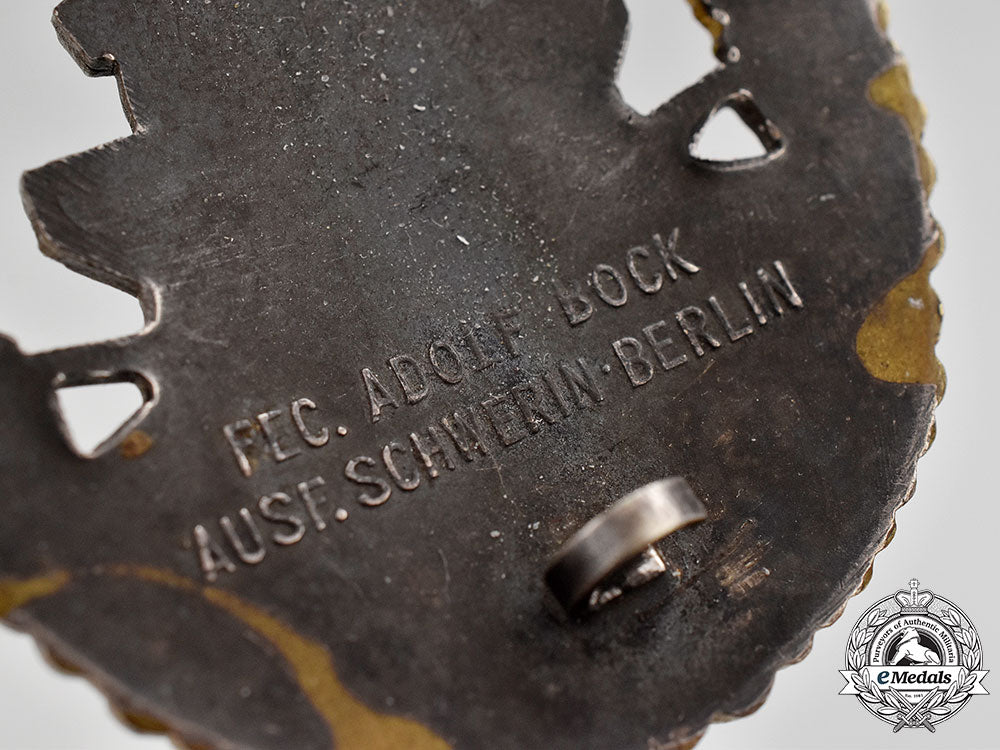 FEC. ADOLF BOCK
AUSF. SCHWERIN·BERLIN
Purveyors of Authentic Militaria
eMedals